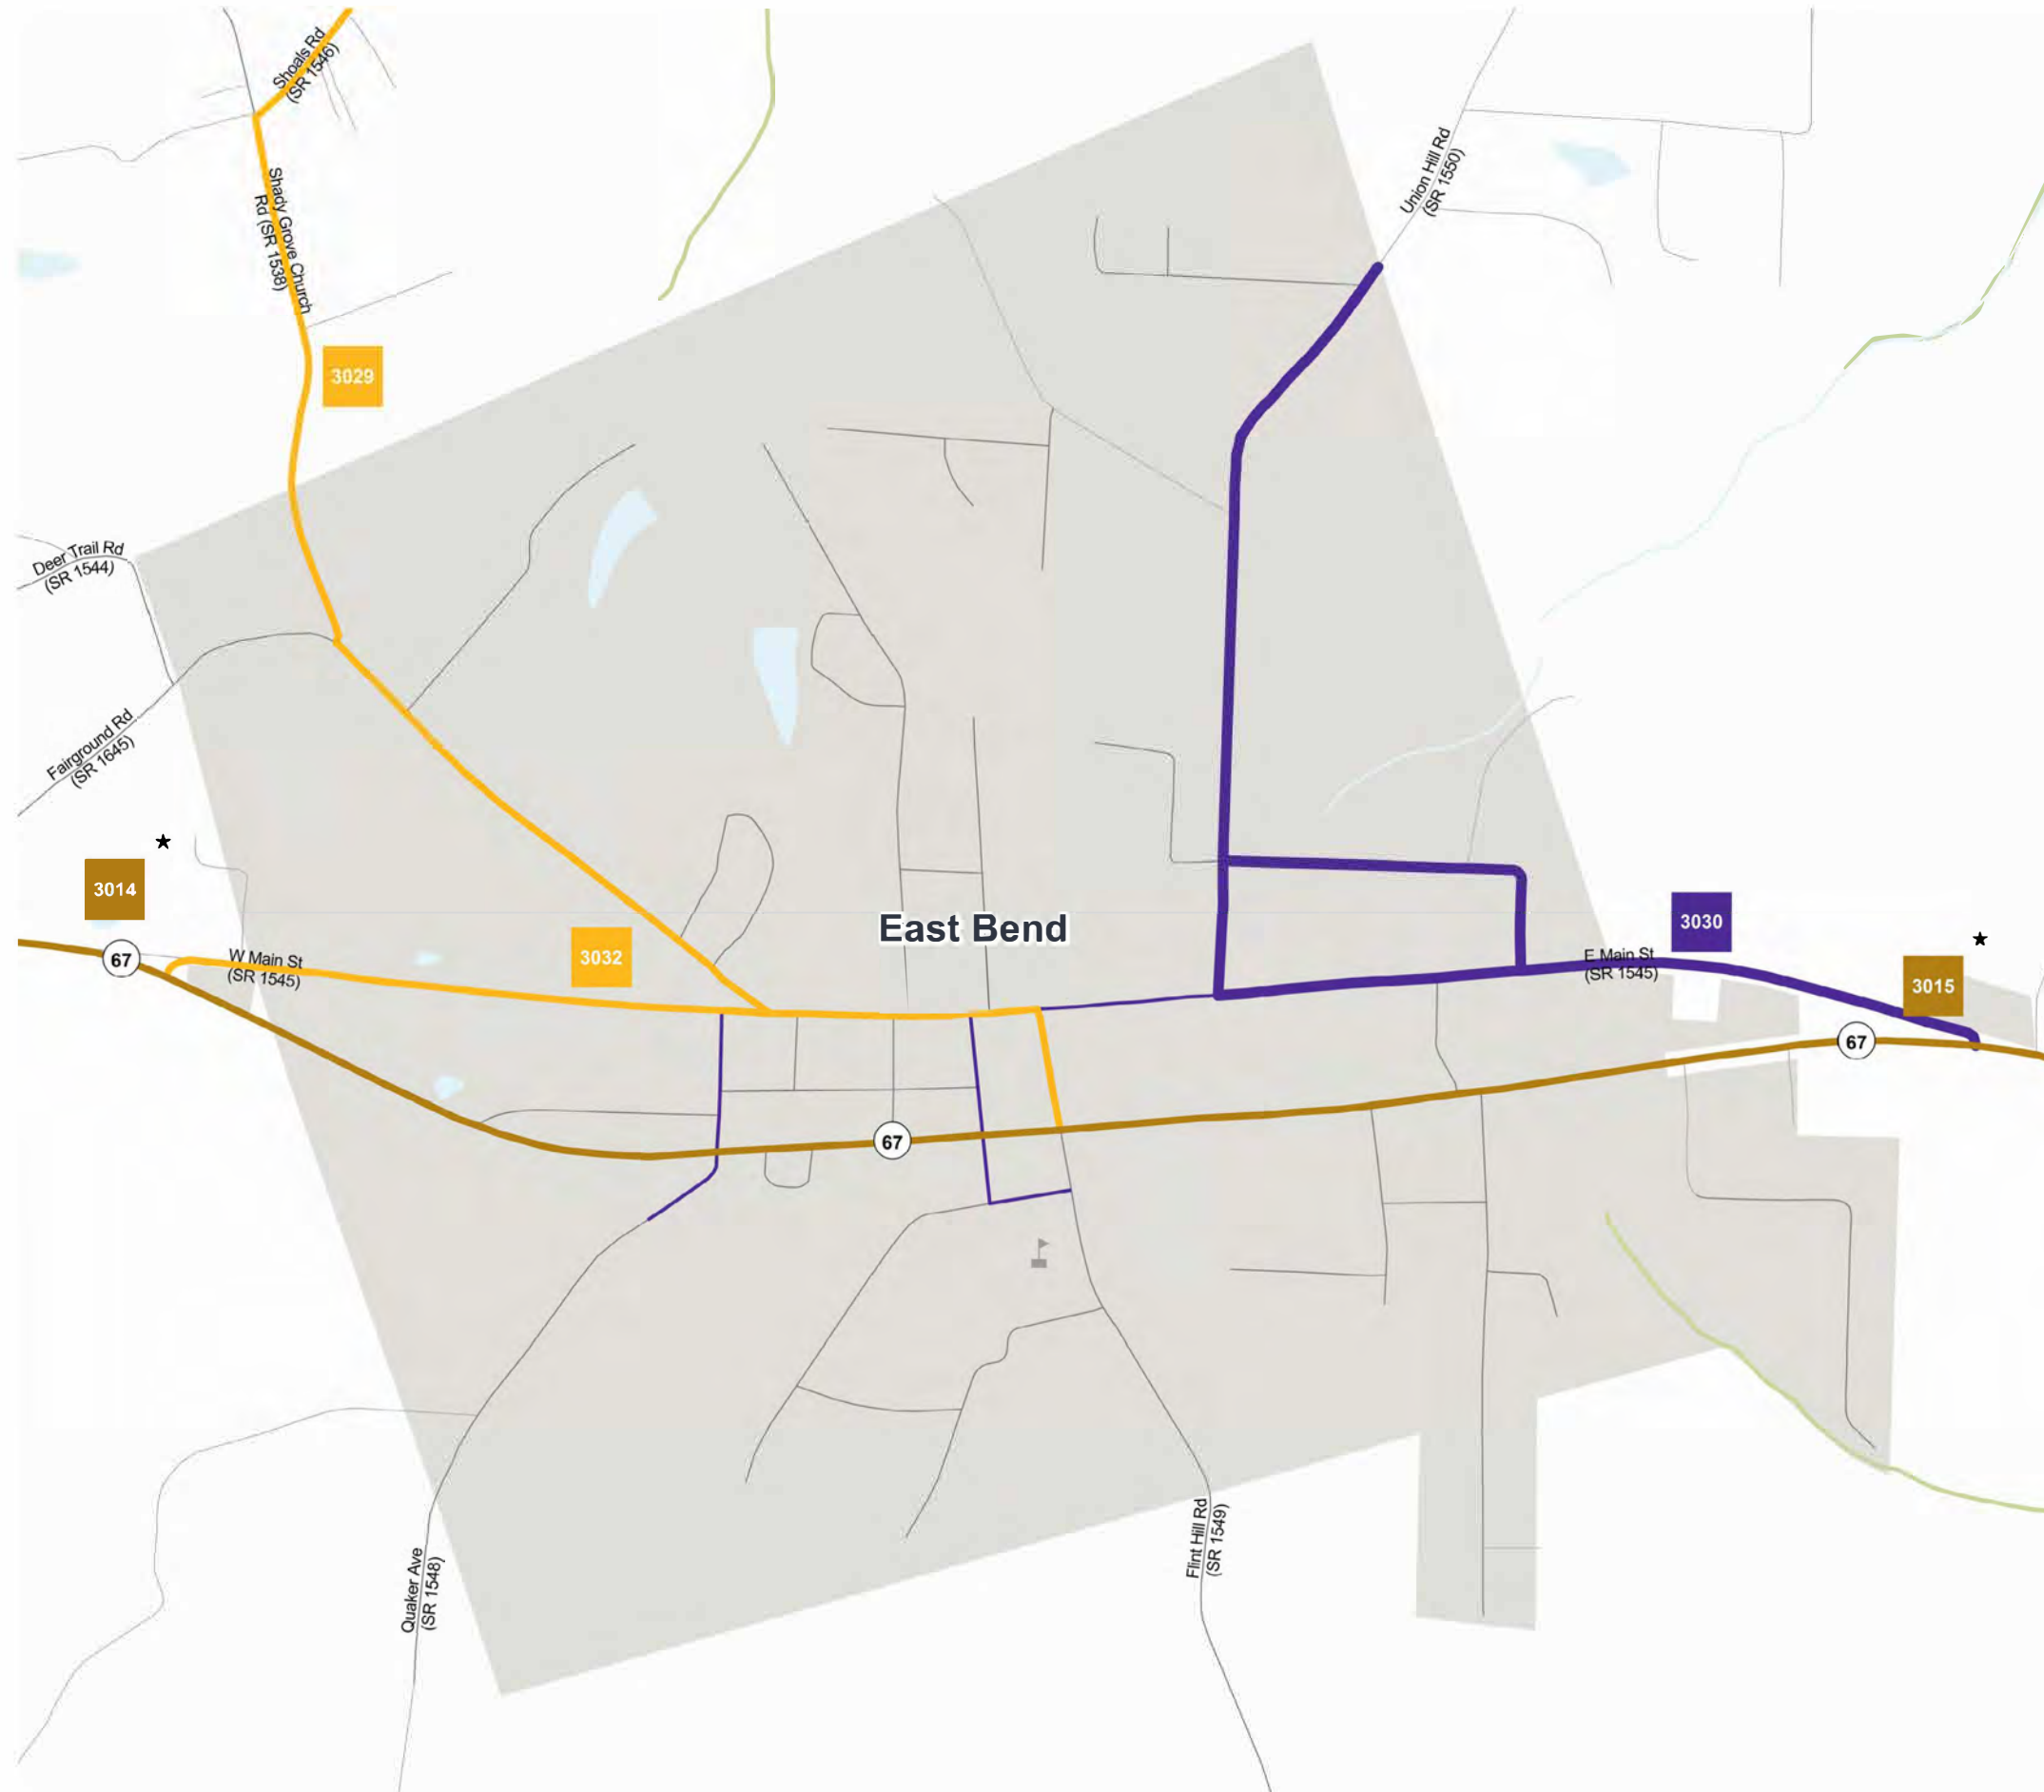 Shoals Rd
(SR 1546)
Union Hill Rd
(SR 1550)
Shady Grove Church
Rd (SR 1538)
3029
Deer Trail Rd
(SR 1544)
Fairground Rd
(SR 1645)
3014
67
W Main St
(SR 1545)
3032
East Bend
3030
E Main St
(SR 1545)
3015
67
67
Quaker Ave
(SR 1548)
Flint Hill Rd
(SR 1549)